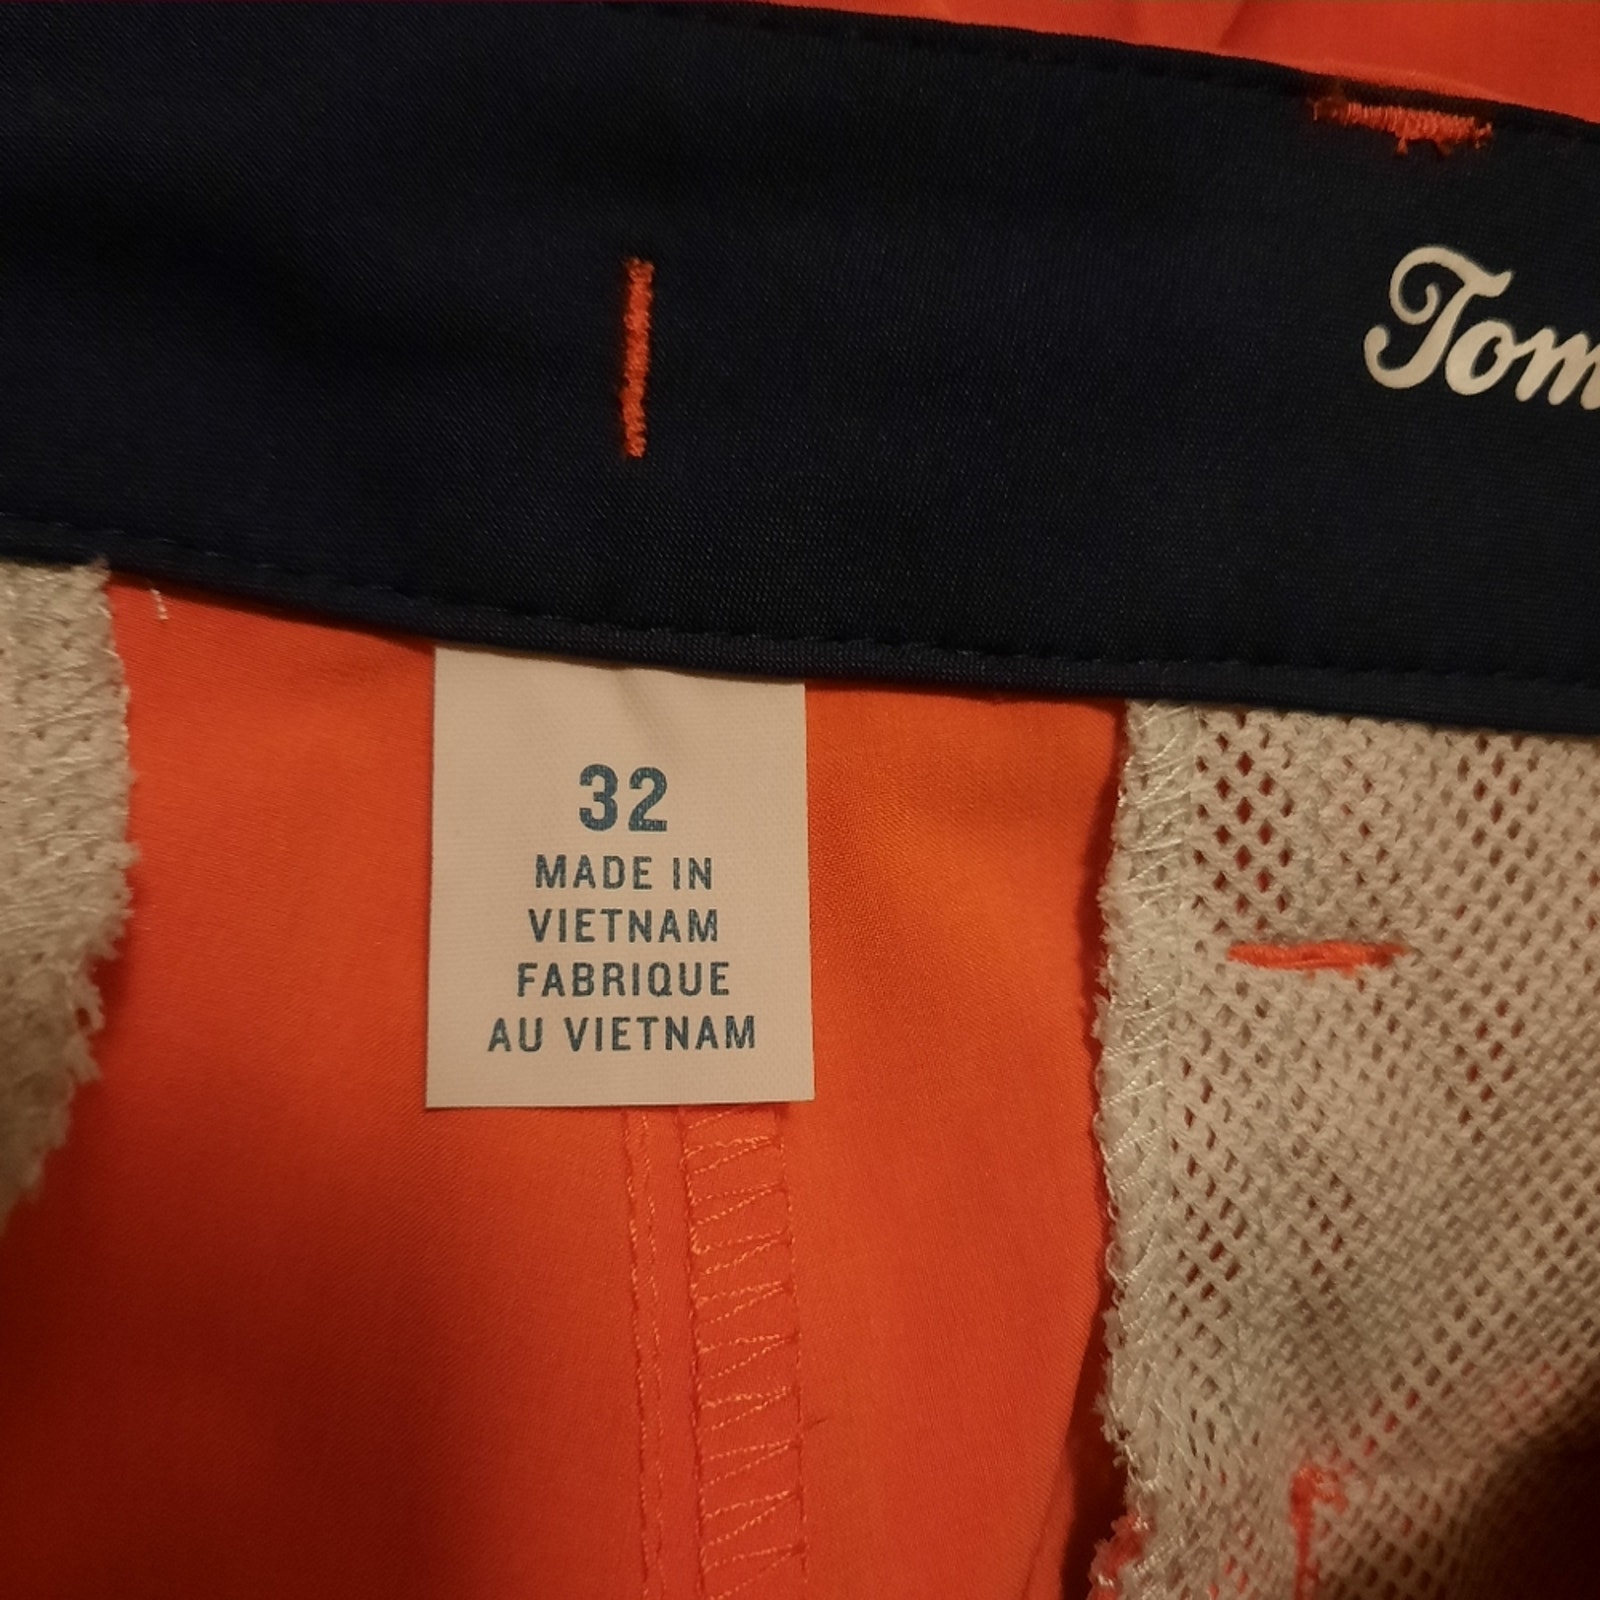 Tom
32
MADE IN
VIETNAM
FABRIQUE
AU VIETNAM